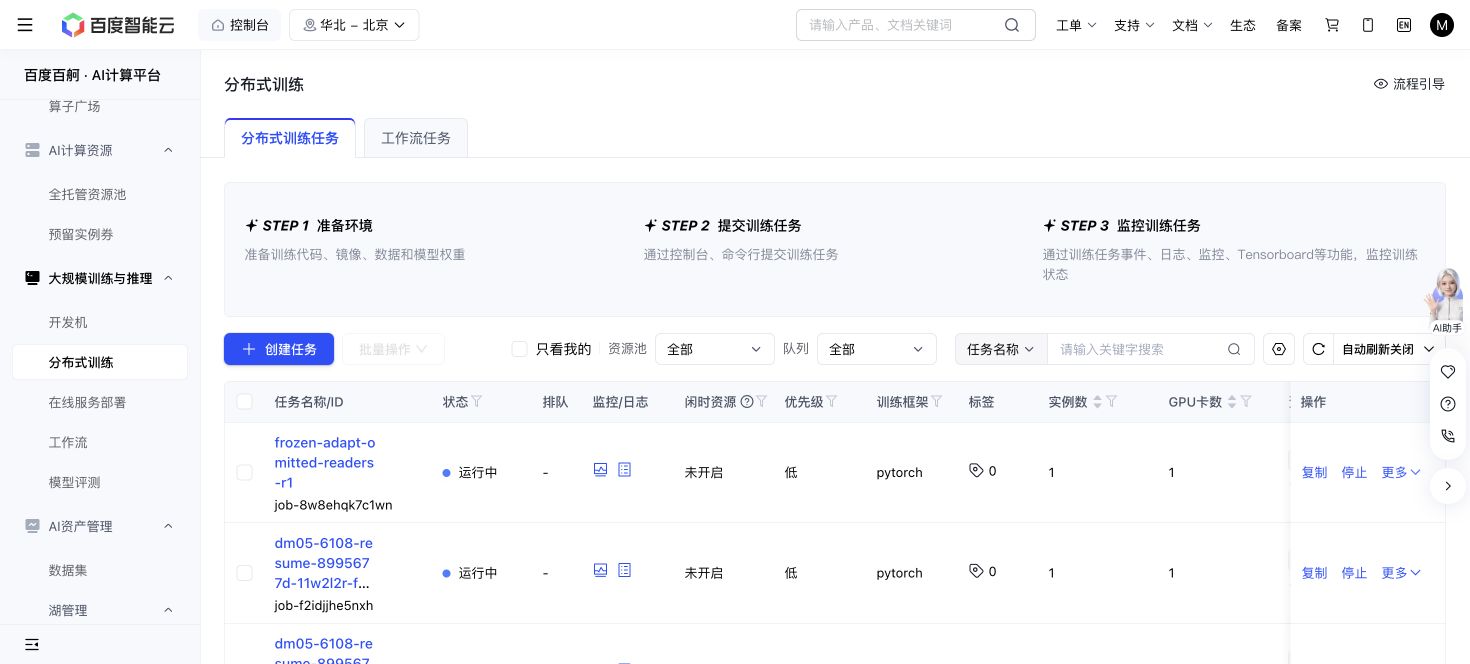 百度智能云
控制台
华北 – 北京
请输入产品、文档关键词
工单
支持
文档
生态
备案
EN
M
百度百舸 · AI计算平台
算子广场
AI计算资源
全托管资源池
预留实例券
大规模训练与推理
开发机
分布式训练
在线服务部署
工作流
模型评测
AI资产管理
数据集
湖管理
分布式训练
流程引导
分布式训练任务
工作流任务
STEP 1 准备环境
准备训练代码、镜像、数据和模型权重
STEP 2 提交训练任务
通过控制台、命令行提交训练任务
STEP 3 监控训练任务
通过训练任务事件、日志、监控、Tensorboard等功能，监控训练
状态
AI助手
创建任务
批量操作
只看我的
资源池
全部
队列
全部
任务名称
请输入关键字搜索
自动刷新关闭
任务名称/ID
状态
排队
监控/日志
闲时资源
优先级
训练框架
标签
实例数
GPU卡数
操作
frozen-adapt-o
mitted-readers
-r1
job-8w8ehqk7c1wn
运行中
-
未开启
低
pytorch
0
1
1
复制
停止
更多
dm05-6108-re
sume-899567
7d-11w2l2r-f...
job-f2idjjhe5nxh
运行中
-
未开启
低
pytorch
0
1
1
复制
停止
更多
dm05-6108-re
sume-899567